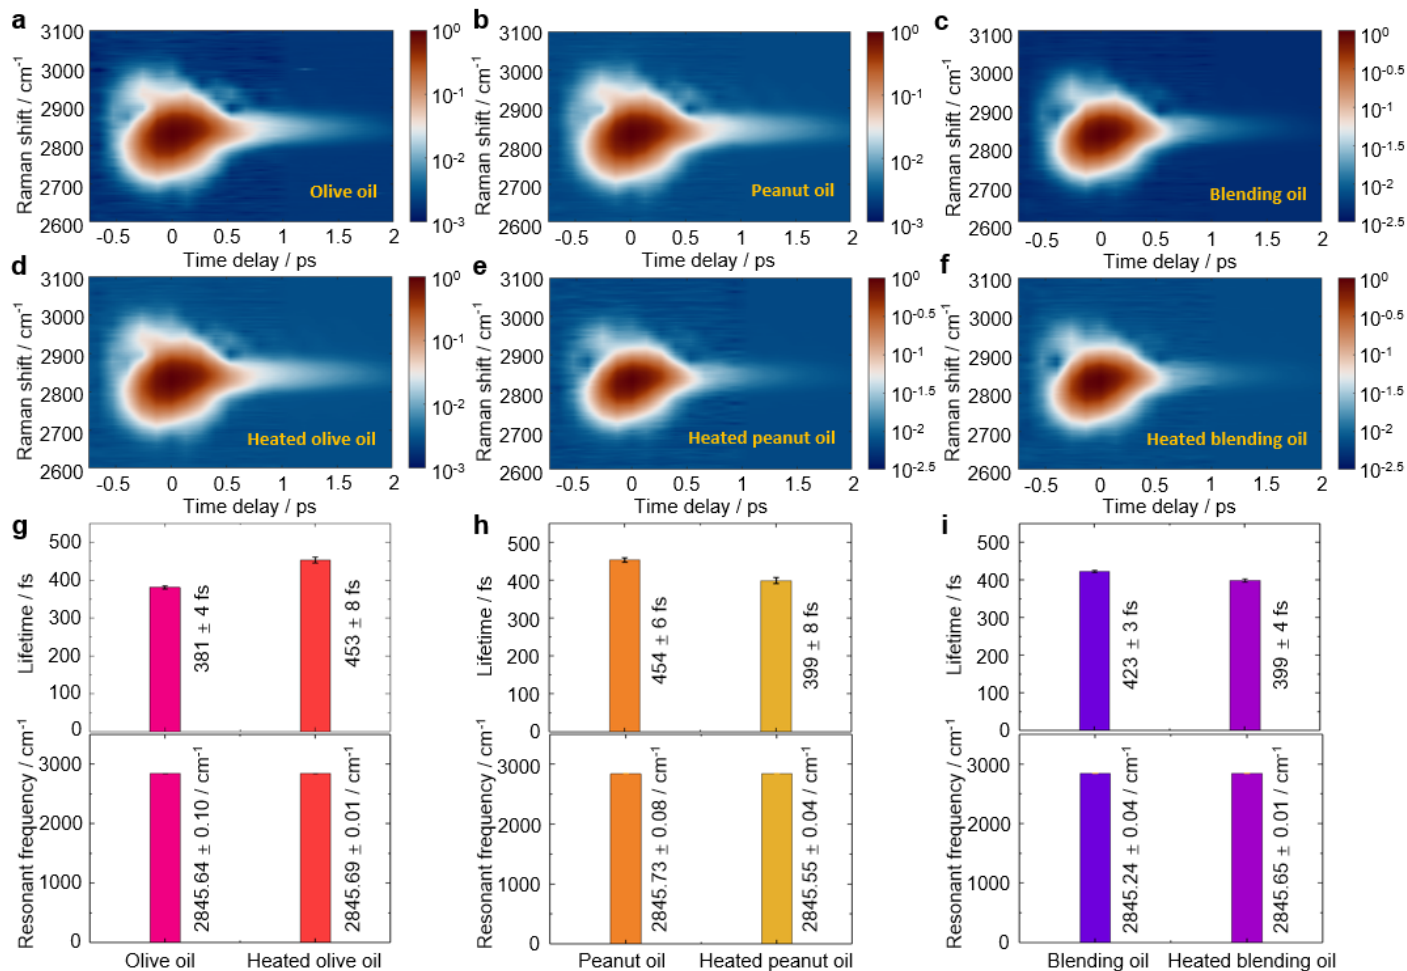 a
3100
3000
2900
2800
2700
2600
Raman shift / cm⁻¹
-0.5 0 0.5 1 1.5 2
Time delay / ps
Olive oil
10⁰
10⁻¹
10⁻²
10⁻³
b
3100
3000
2900
2800
2700
2600
Raman shift / cm⁻¹
-0.5 0 0.5 1 1.5 2
Time delay / ps
Peanut oil
10⁰
10⁻¹
10⁻²
10⁻³
c
3100
3000
2900
2800
2700
2600
Raman shift / cm⁻¹
-0.5 0 0.5 1 1.5 2
Time delay / ps
Blending oil
10⁰
10⁻⁰·⁵
10⁻¹
10⁻¹·⁵
10⁻²
10⁻²·⁵
d
3100
3000
2900
2800
2700
2600
Raman shift / cm⁻¹
-0.5 0 0.5 1 1.5 2
Time delay / ps
Heated olive oil
10⁰
10⁻¹
10⁻²
10⁻³
e
3100
3000
2900
2800
2700
2600
Raman shift / cm⁻¹
-0.5 0 0.5 1 1.5 2
Time delay / ps
Heated peanut oil
10⁰
10⁻⁰·⁵
10⁻¹
10⁻¹·⁵
10⁻²
10⁻²·⁵
f
3100
3000
2900
2800
2700
2600
Raman shift / cm⁻¹
-0.5 0 0.5 1 1.5 2
Time delay / ps
Heated blending oil
10⁰
10⁻⁰·⁵
10⁻¹
10⁻¹·⁵
10⁻²
10⁻²·⁵
g
500
400
300
200
100
0
Lifetime / fs
381 ± 4 fs
453 ± 8 fs
3000
2000
1000
0
Resonant frequency / cm⁻¹
2845.64 ± 0.10 / cm⁻¹
2845.69 ± 0.01 / cm⁻¹
Olive oil
Heated olive oil
h
500
400
300
200
100
0
Lifetime / fs
454 ± 6 fs
399 ± 8 fs
3000
2000
1000
0
Resonant frequency / cm⁻¹
2845.73 ± 0.08 / cm⁻¹
2845.55 ± 0.04 / cm⁻¹
Peanut oil
Heated peanut oil
i
500
400
300
200
100
0
Lifetime / fs
423 ± 3 fs
399 ± 4 fs
3000
2000
1000
0
Resonant frequency / cm⁻¹
2845.24 ± 0.04 / cm⁻¹
2845.65 ± 0.01 / cm⁻¹
Blending oil
Heated blending oil